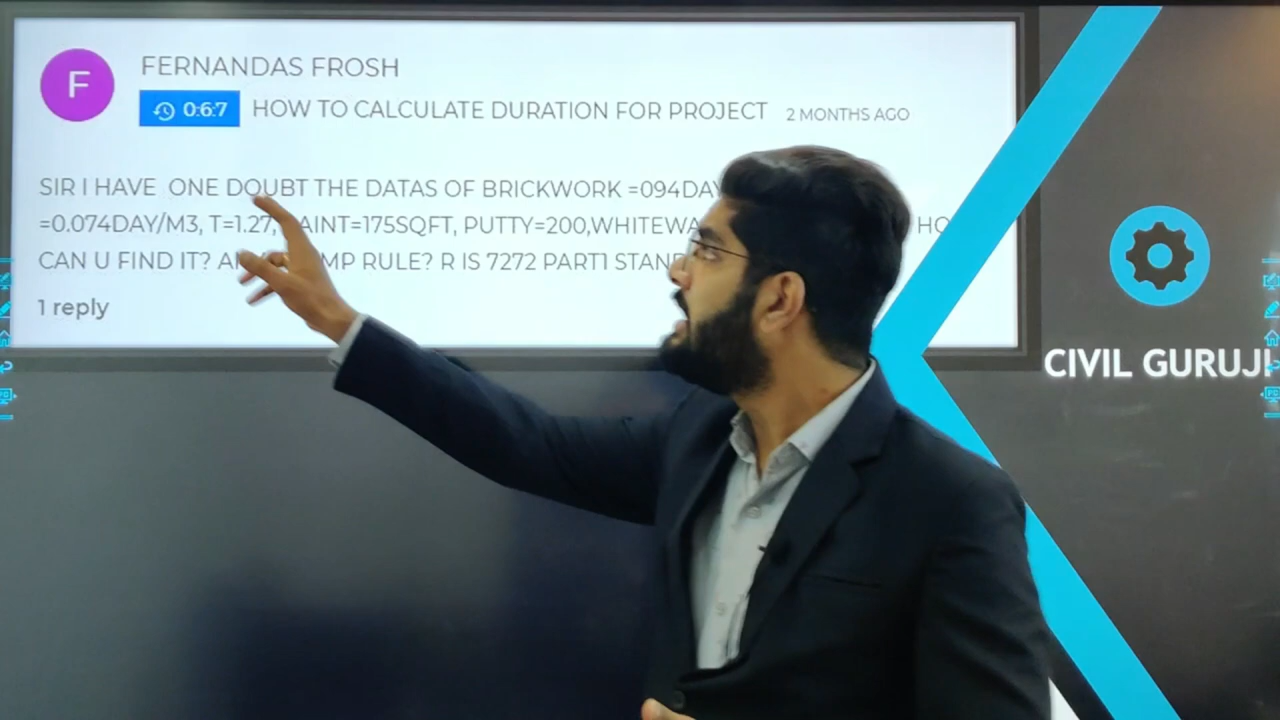 F
FERNANDAS FROSH
0:6:7 HOW TO CALCULATE DURATION FOR PROJECT 2 MONTHS AGO
SIR I HAVE ONE DOUBT THE DATAS OF BRICKWORK =094DAY
=0.074DAY/M3, T=1.27, AINT=175SQFT, PUTTY=200,WHITEWA HO
CAN U FIND IT? A MP RULE? R IS 7272 PART1 STAN
1 reply
CIVIL GURUJI